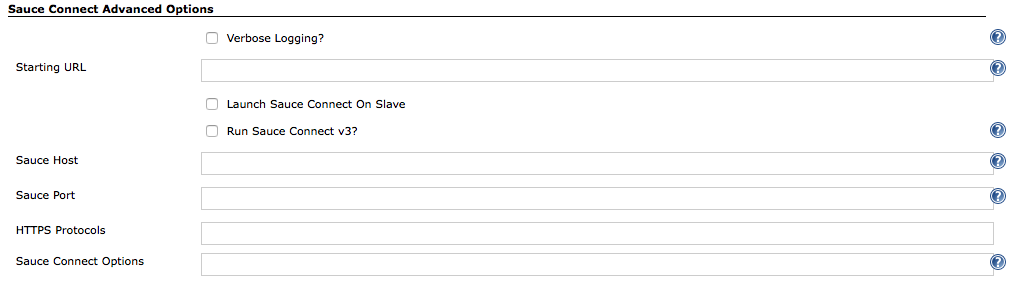 Sauce Connect Advanced Options
Verbose Logging?
Starting URL
Launch Sauce Connect On Slave
Run Sauce Connect v3?
Sauce Host
Sauce Port
HTTPS Protocols
Sauce Connect Options